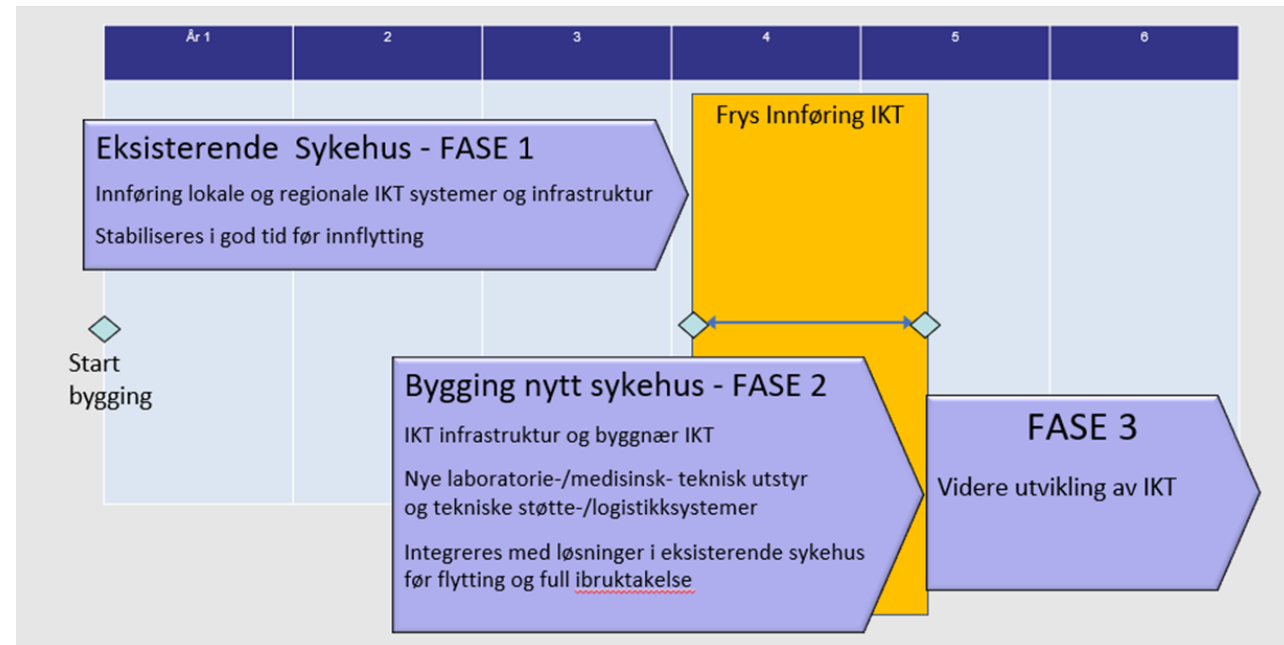 År 1 2 3 4 5 6
Frys Innføring IKT
Eksisterende Sykehus - FASE 1
Innføring lokale og regionale IKT systemer og infrastruktur
Stabiliseres i god tid før innflytting
Start
bygging
Bygging nytt sykehus - FASE 2
IKT infrastruktur og byggnær IKT
Nye laboratorie-/medisinsk- teknisk utstyr
og tekniske støtte-/logistikksystemer
Integreres med løsninger i eksisterende sykehus
før flytting og full ibruktakelse
FASE 3
Videre utvikling av IKT